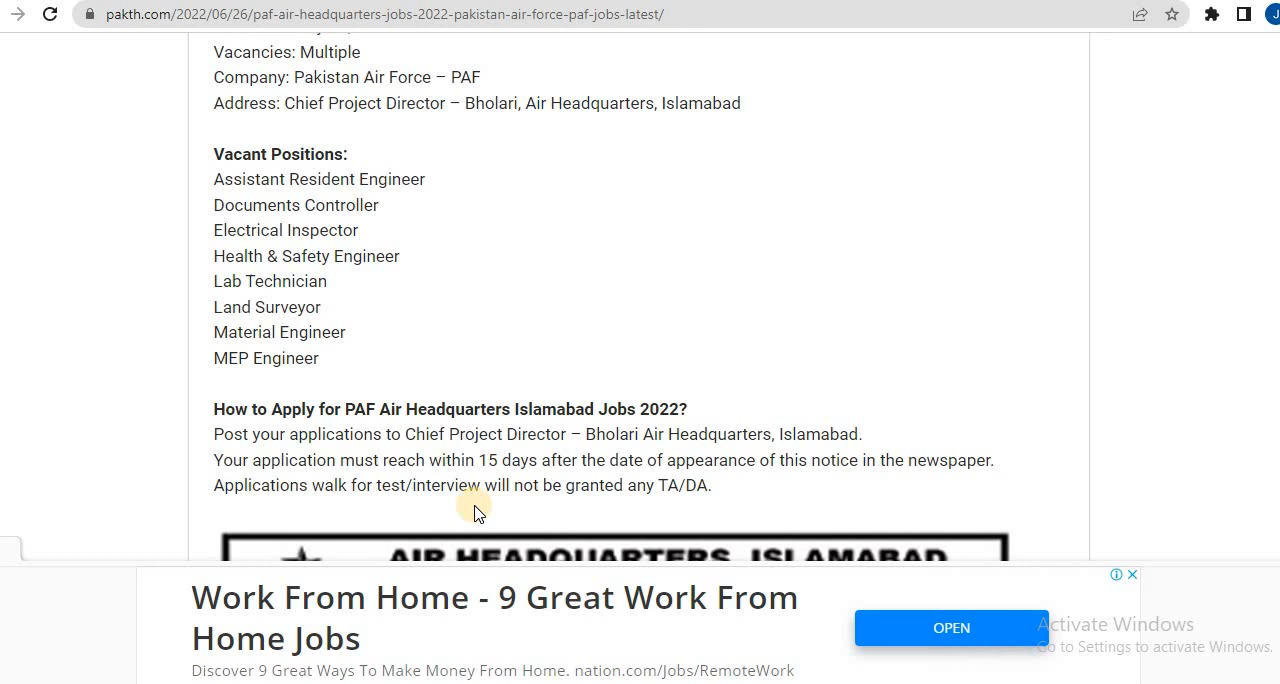 pakth.com/2022/06/26/paf-air-headquarters-jobs-2022-pakistan-air-force-paf-jobs-latest/
J
Vacancies: Multiple
Company: Pakistan Air Force – PAF
Address: Chief Project Director – Bholari, Air Headquarters, Islamabad
Vacant Positions:
Assistant Resident Engineer
Documents Controller
Electrical Inspector
Health & Safety Engineer
Lab Technician
Land Surveyor
Material Engineer
MEP Engineer
How to Apply for PAF Air Headquarters Islamabad Jobs 2022?
Post your applications to Chief Project Director – Bholari Air Headquarters, Islamabad.
Your application must reach within 15 days after the date of appearance of this notice in the newspaper.
Applications walk for test/interview will not be granted any TA/DA.
AIR HEADQUARTERS ISLAMABAD
Work From Home - 9 Great Work From
Home Jobs
Discover 9 Great Ways To Make Money From Home. nation.com/Jobs/RemoteWork
OPEN
Activate Windows
Go to Settings to activate Windows.